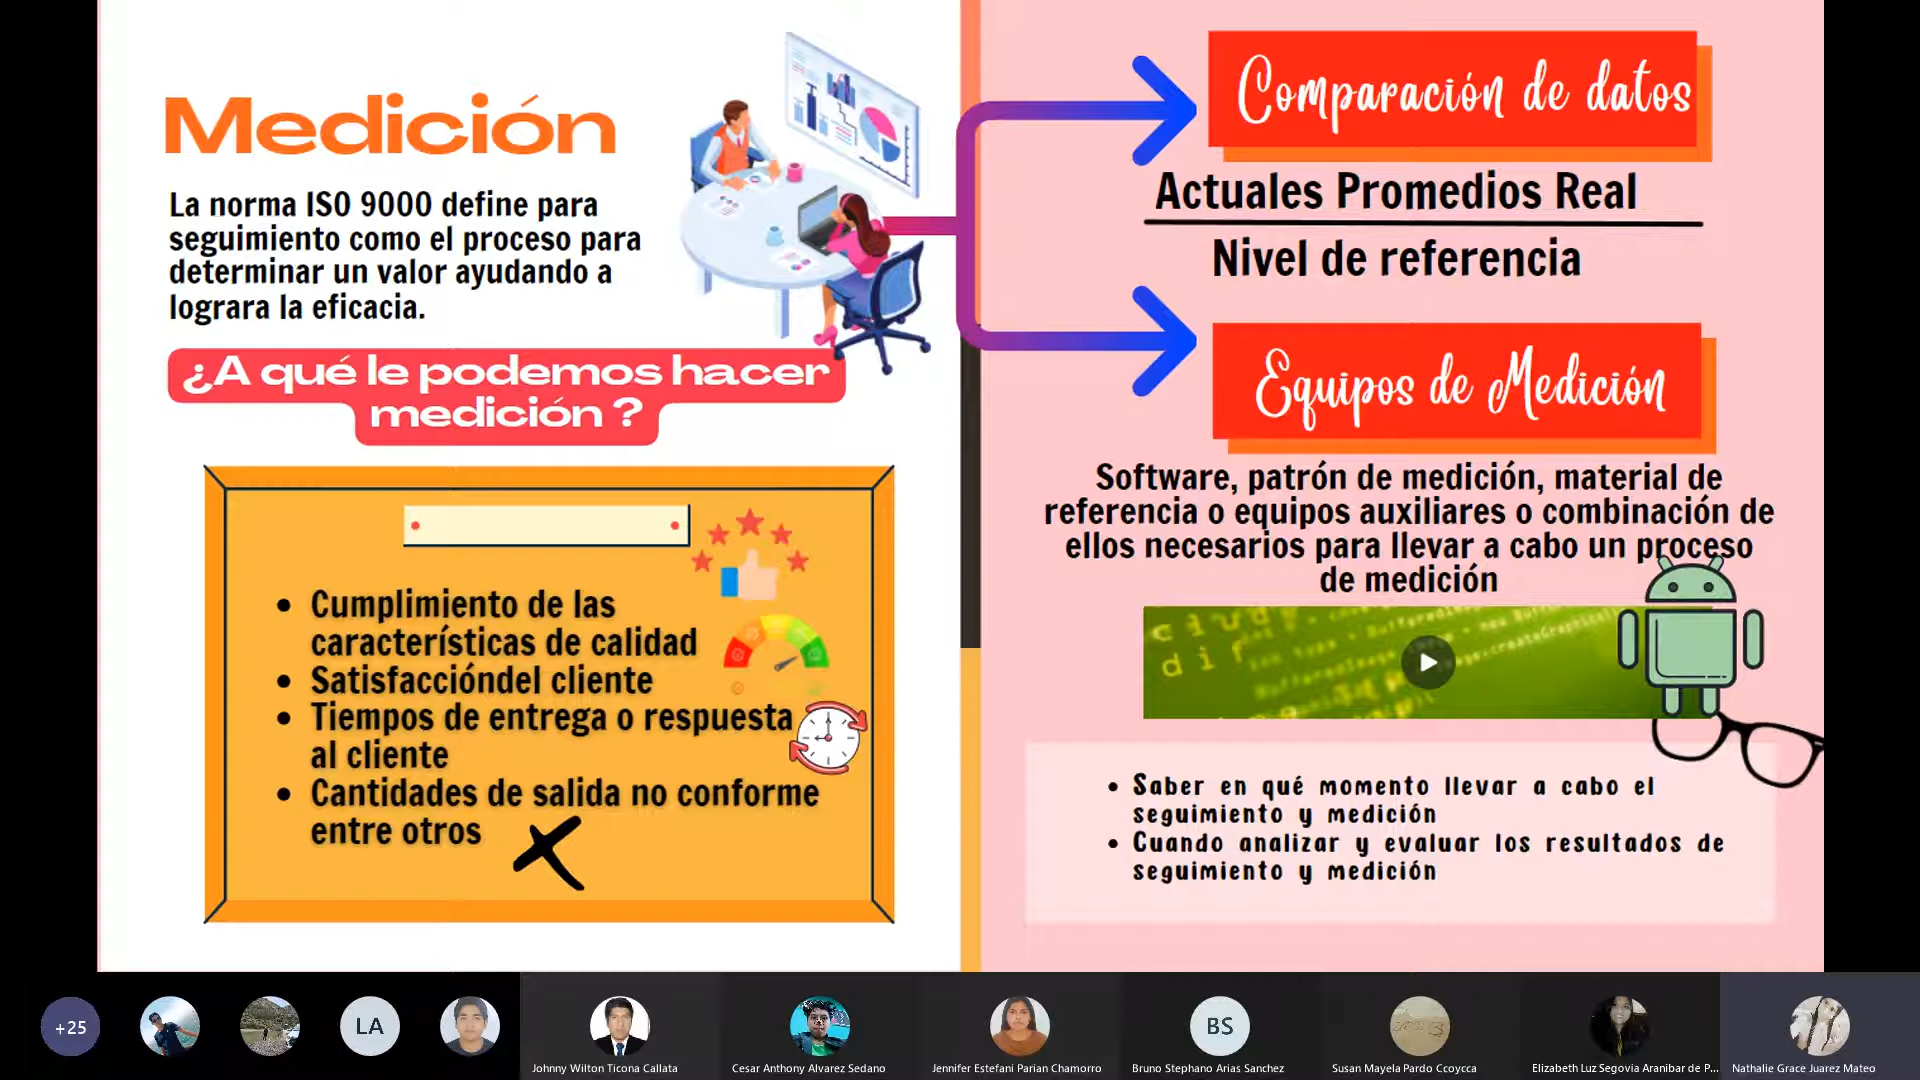 Medición
La norma ISO 9000 define para
seguimiento como el proceso para
determinar un valor ayudando a
lograra la eficacia.
¿A qué le podemos hacer
medición ?
Cumplimiento de las
características de calidad
Satisfaccióndel cliente
Tiempos de entrega o respuesta
al cliente
Cantidades de salida no conforme
entre otros
Comparación de datos
Actuales Promedios Real
Nivel de referencia
Equipos de Medición
Software, patrón de medición, material de
referencia o equipos auxiliares o combinación de
ellos necesarios para llevar a cabo un proceso
de medición
Saber en qué momento llevar a cabo el
seguimiento y medición
Cuando analizar y evaluar los resultados de
seguimiento y medición
+25
LA
BS
Johnny Wilton Ticona Callata
Cesar Anthony Alvarez Sedano
Jennifer Estefani Parian Chamorro
Bruno Stephano Arias Sanchez
Susan Mayela Pardo Ccoycca
Elizabeth Luz Segovia Aranibar de P...
Nathalie Grace Juarez Mateo